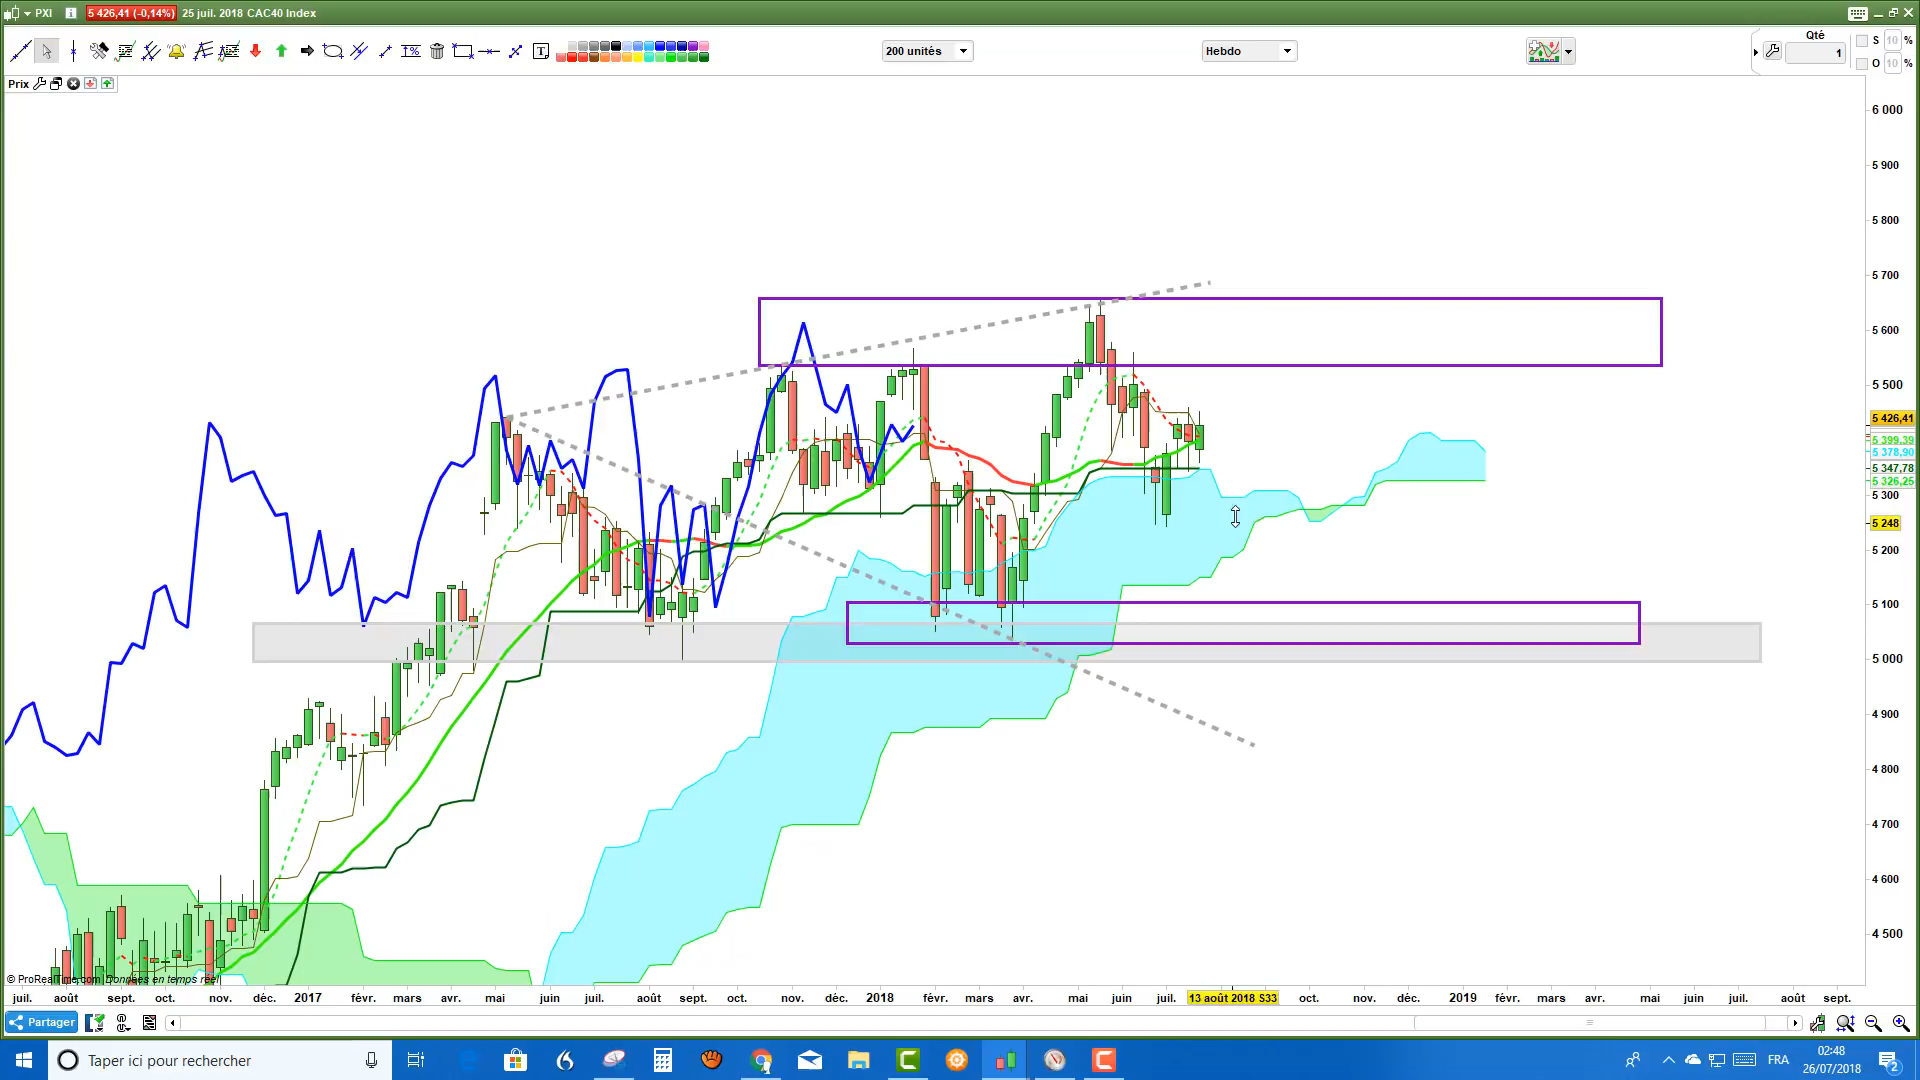 PXI 5 426,41 (-0,14%) 25 juil. 2018 CAC40 Index
200 unités
Hebdo
Qté
1
S 10 %
O 10 %
Prix
6 000
5 900
5 800
5 700
5 600
5 500
5 426,41
5 399,39
5 378,90
5 347,78
5 326,25
5 300
5 248
5 200
5 100
5 000
4 900
4 800
4 700
4 600
4 500
© ProRealTime.com Données en temps réel
juil. août sept. oct. nov. déc. 2017 févr. mars avr. mai juin juil. août sept. oct. nov. déc. 2018 févr. mars avr. mai juin juil. 13 août 2018 S33 oct. nov. déc. 2019 févr. mars avr. mai juin juil. août sept.
Partager
Taper ici pour rechercher
FRA
02:48
26/07/2018
2